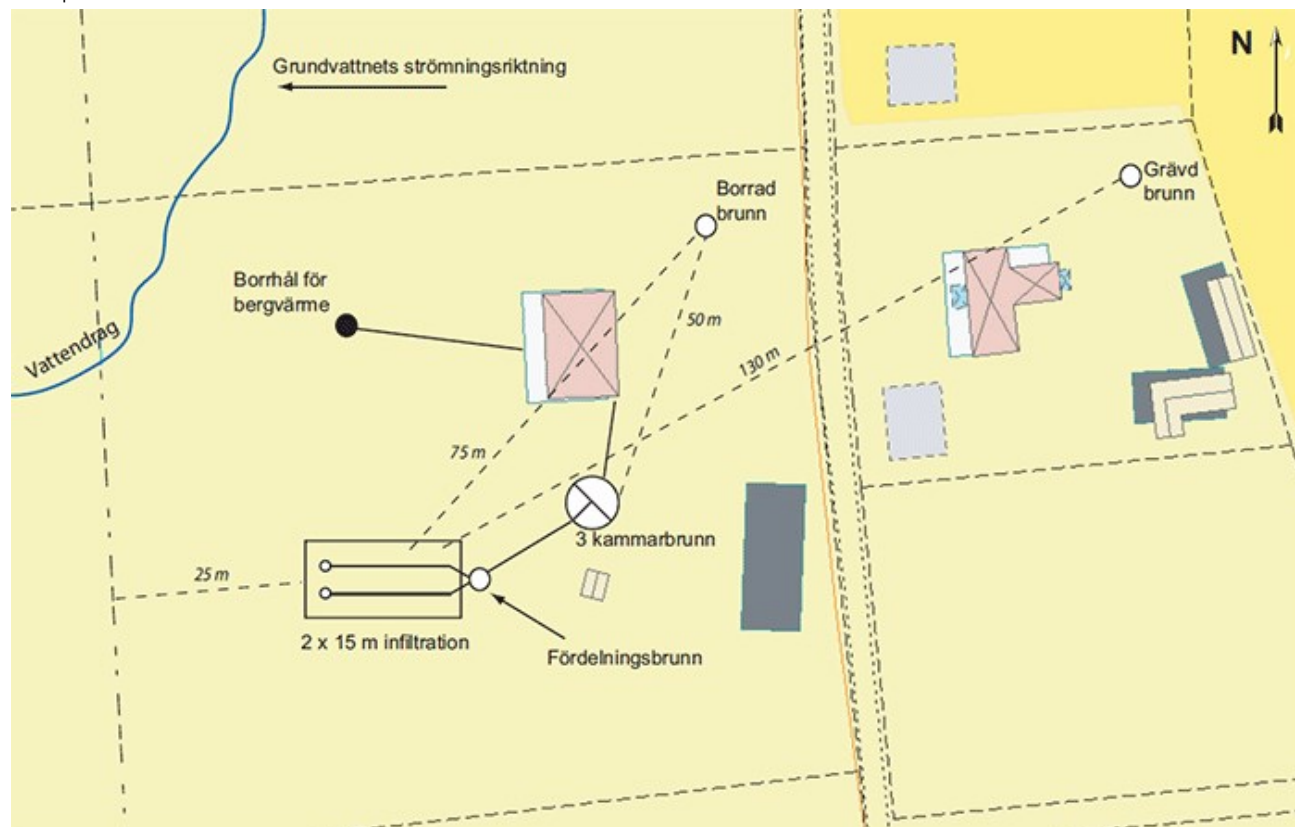 Grundvattnets strömningsriktning
N
Borrad
brunn
Grävd
brunn
Borrhål för
bergvärme
Vattendrag
50 m
130 m
75 m
3 kammarbrunn
25 m
2 x 15 m infiltration
Fördelningsbrunn